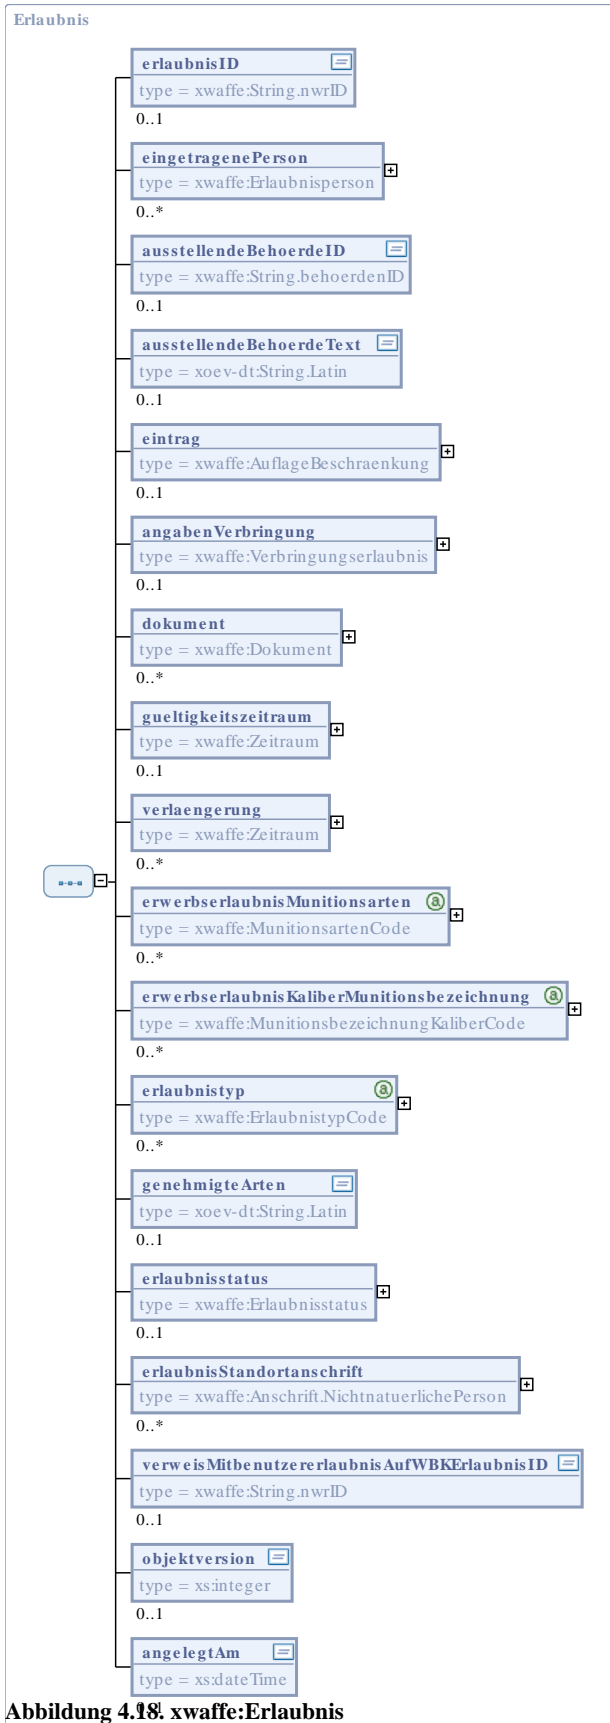 Erlaubnis
erlaubnisID
type = xwaffe:String.nwrID
0..1
eingetragenePerson
type = xwaffe:Erlaubnisperson
0..*
ausstellendeBehoerdeID
type = xwaffe:String.behoerdenID
0..1
ausstellendeBehoerdeText
type = xoev-dt:String.Latin
0..1
eintrag
type = xwaffe:AuflageBeschraenkung
0..1
angabenVerbringung
type = xwaffe:Verbringungserlaubnis
0..1
dokument
type = xwaffe:Dokument
0..*
gueltigkeitszeitraum
type = xwaffe:Zeitraum
0..1
verlaengerung
type = xwaffe:Zeitraum
0..*
erwerbserlaubnisMunitionsarten
type = xwaffe:MunitionsartenCode
0..*
erwerbserlaubnisKaliberMunitionsbezeichnung
type = xwaffe:MunitionsbezeichnungKaliberCode
0..*
erlaubnistyp
type = xwaffe:ErlaubnistypCode
0..*
genehmigteArten
type = xoev-dt:String.Latin
0..1
erlaubnisstatus
type = xwaffe:Erlaubnisstatus
0..1
erlaubnisStandortanschrift
type = xwaffe:Anschrift.NichtnatuerlichePerson
0..*
verweisMitbenutzererlaubnisAufWBKErlaubnisID
type = xwaffe:String.nwrID
0..1
objektversion
type = xs:integer
0..1
angelegtAm
type = xs:dateTime
0..1
Abbildung 4.18. xwaffe:Erlaubnis